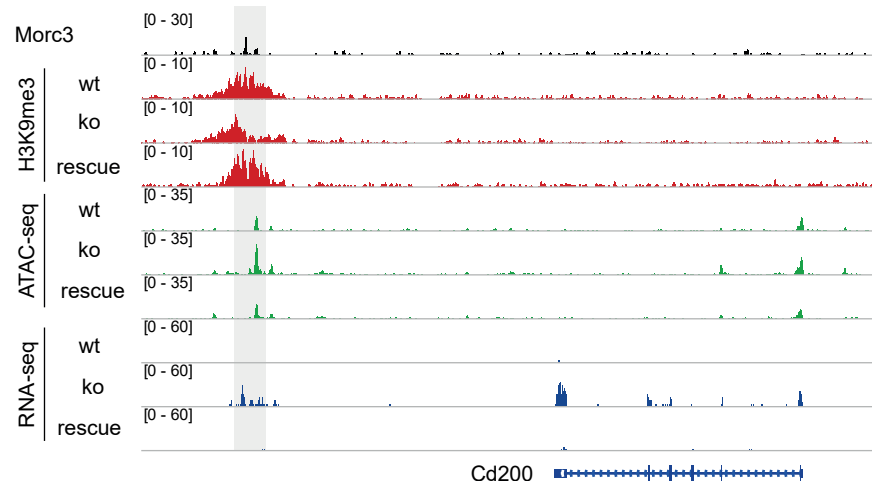 Morc3
[0 - 30]
H3K9me3
wt
[0 - 10]
ko
[0 - 10]
rescue
[0 - 10]
ATAC-seq
wt
[0 - 35]
ko
[0 - 35]
rescue
[0 - 35]
RNA-seq
wt
[0 - 60]
ko
[0 - 60]
rescue
[0 - 60]
Cd200